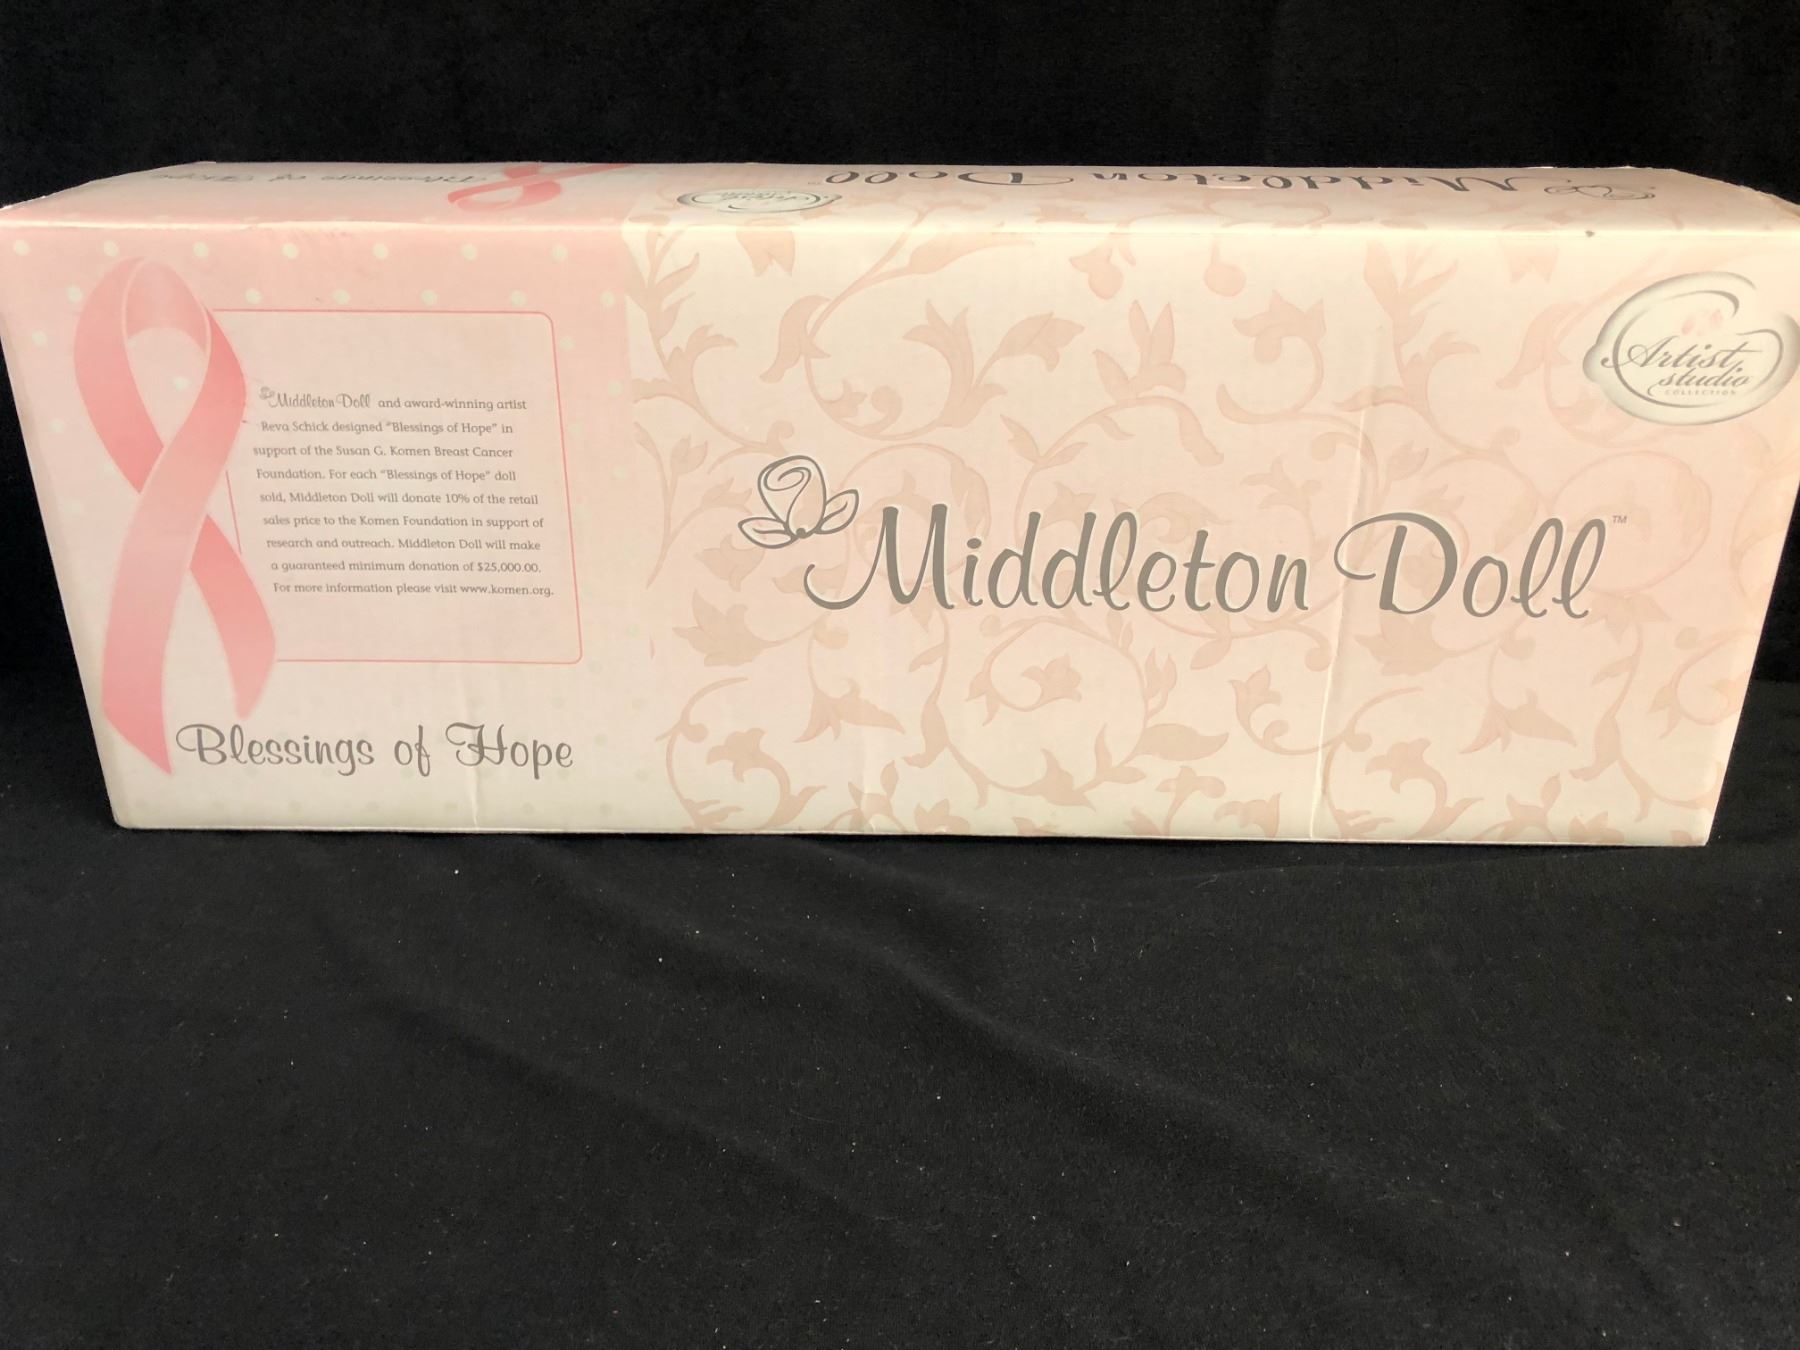 Blessings of Hope
Artist studio
Middleton Doll™
Middleton Doll and award-winning artist
Reva Schick designed "Blessings of Hope" in
support of the Susan G. Komen Breast Cancer
Foundation. For each "Blessings of Hope" doll
sold, Middleton Doll will donate 10% of the retail
sales price to the Komen Foundation in support of
research and outreach. Middleton Doll will make
a guaranteed minimum donation of $25,000.00.
For more information please visit www.komen.org.
Blessings of Hope
Middleton Doll™
Artist
studio
COLLECTION